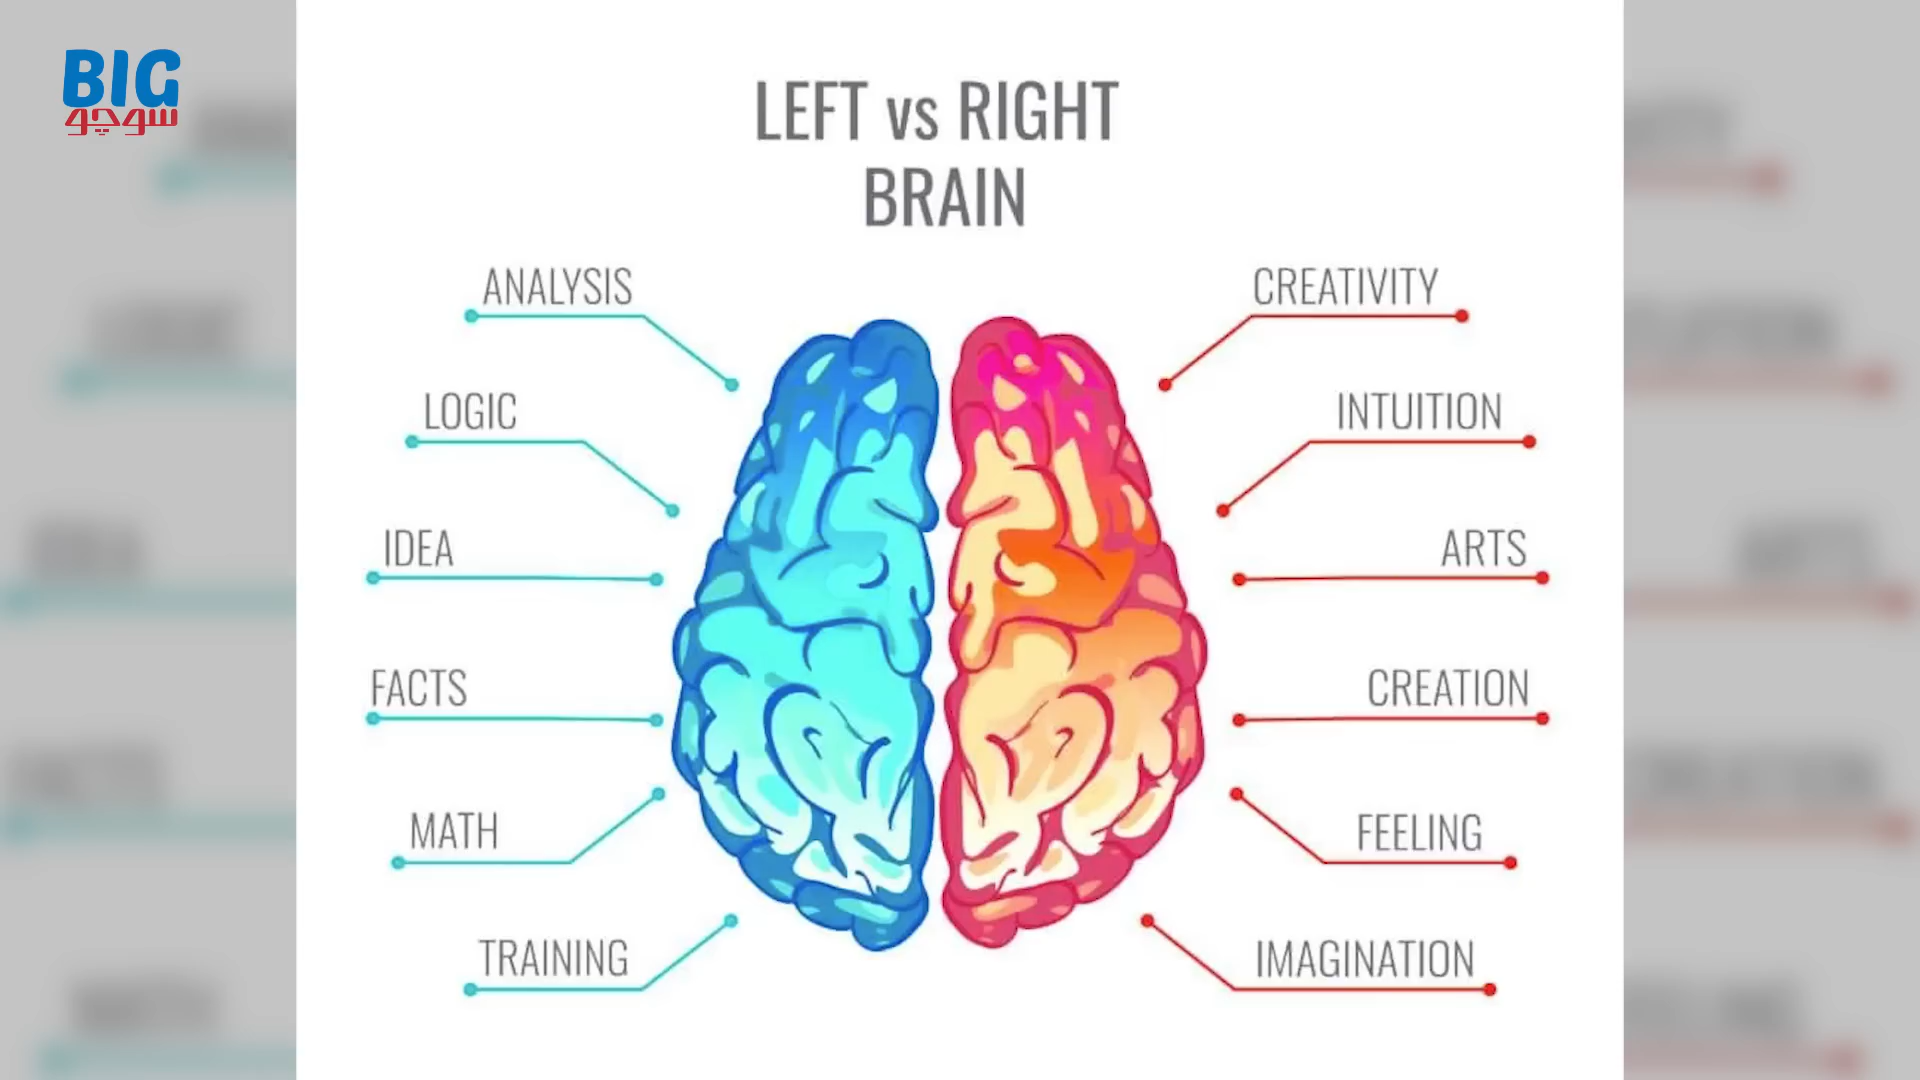 BIG
سوچو
LEFT vs RIGHT
BRAIN
ANALYSIS
LOGIC
IDEA
FACTS
MATH
TRAINING
CREATIVITY
INTUITION
ARTS
CREATION
FEELING
IMAGINATION